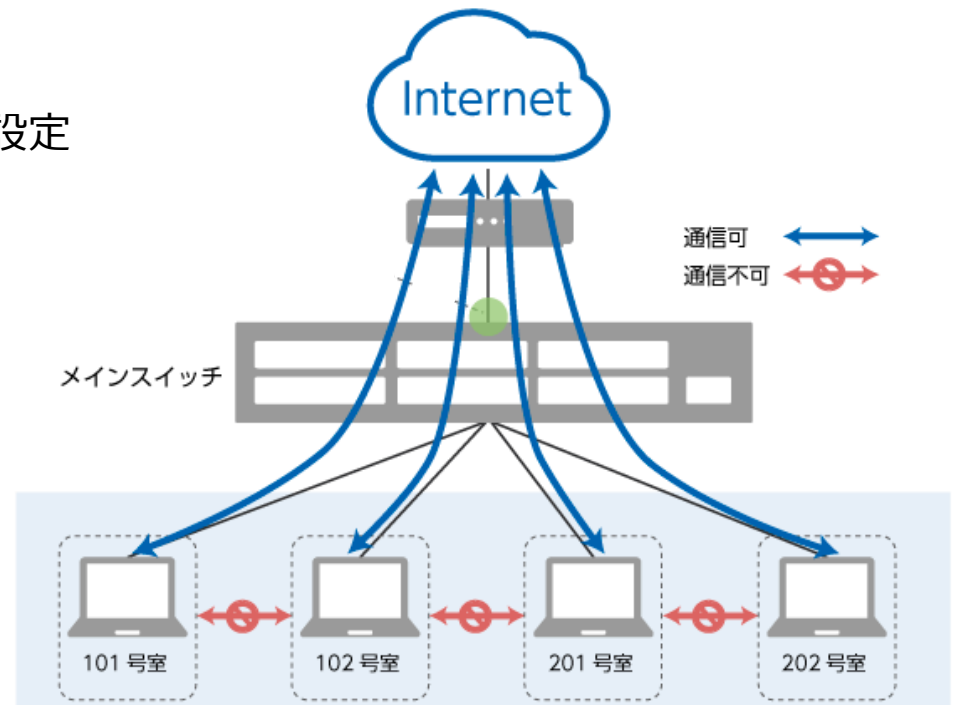 Internet
設定
通信可
通信不可
メインスイッチ
101 号室
102 号室
201 号室
202 号室